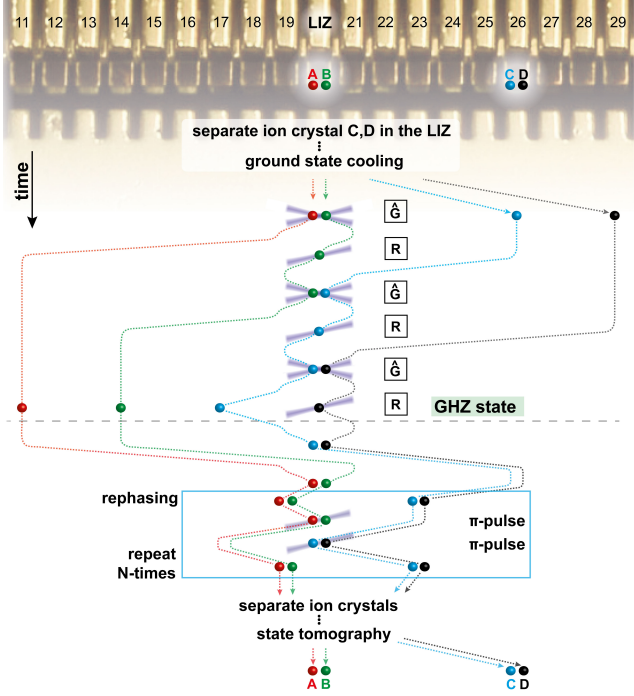 11 12 13 14 15 16 17 18 19 LIZ 21 22 23 24 25 26 27 28 29
A B C D
separate ion crystal C,D in the LIZ
ground state cooling
time
Ĝ
R
Ĝ
R
Ĝ
R
GHZ state
rephasing
π-pulse
π-pulse
repeat
N-times
separate ion crystals
state tomography
A B C D